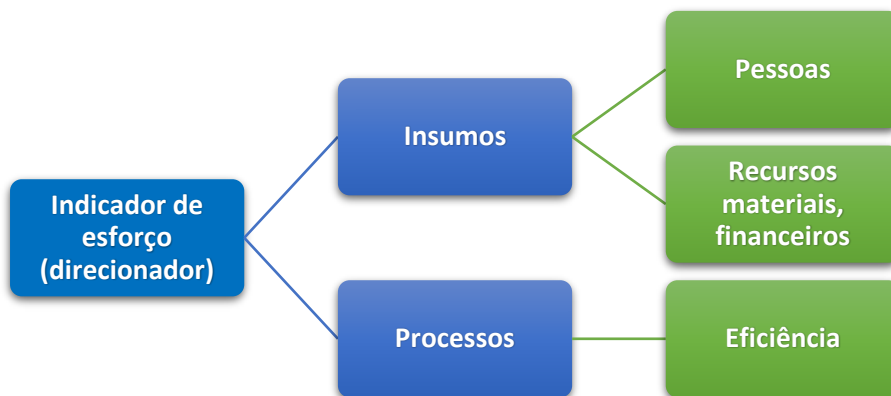 Indicador de
esforço
(direcionador)
Insumos
Pessoas
Recursos
materiais,
financeiros
Processos
Eficiência